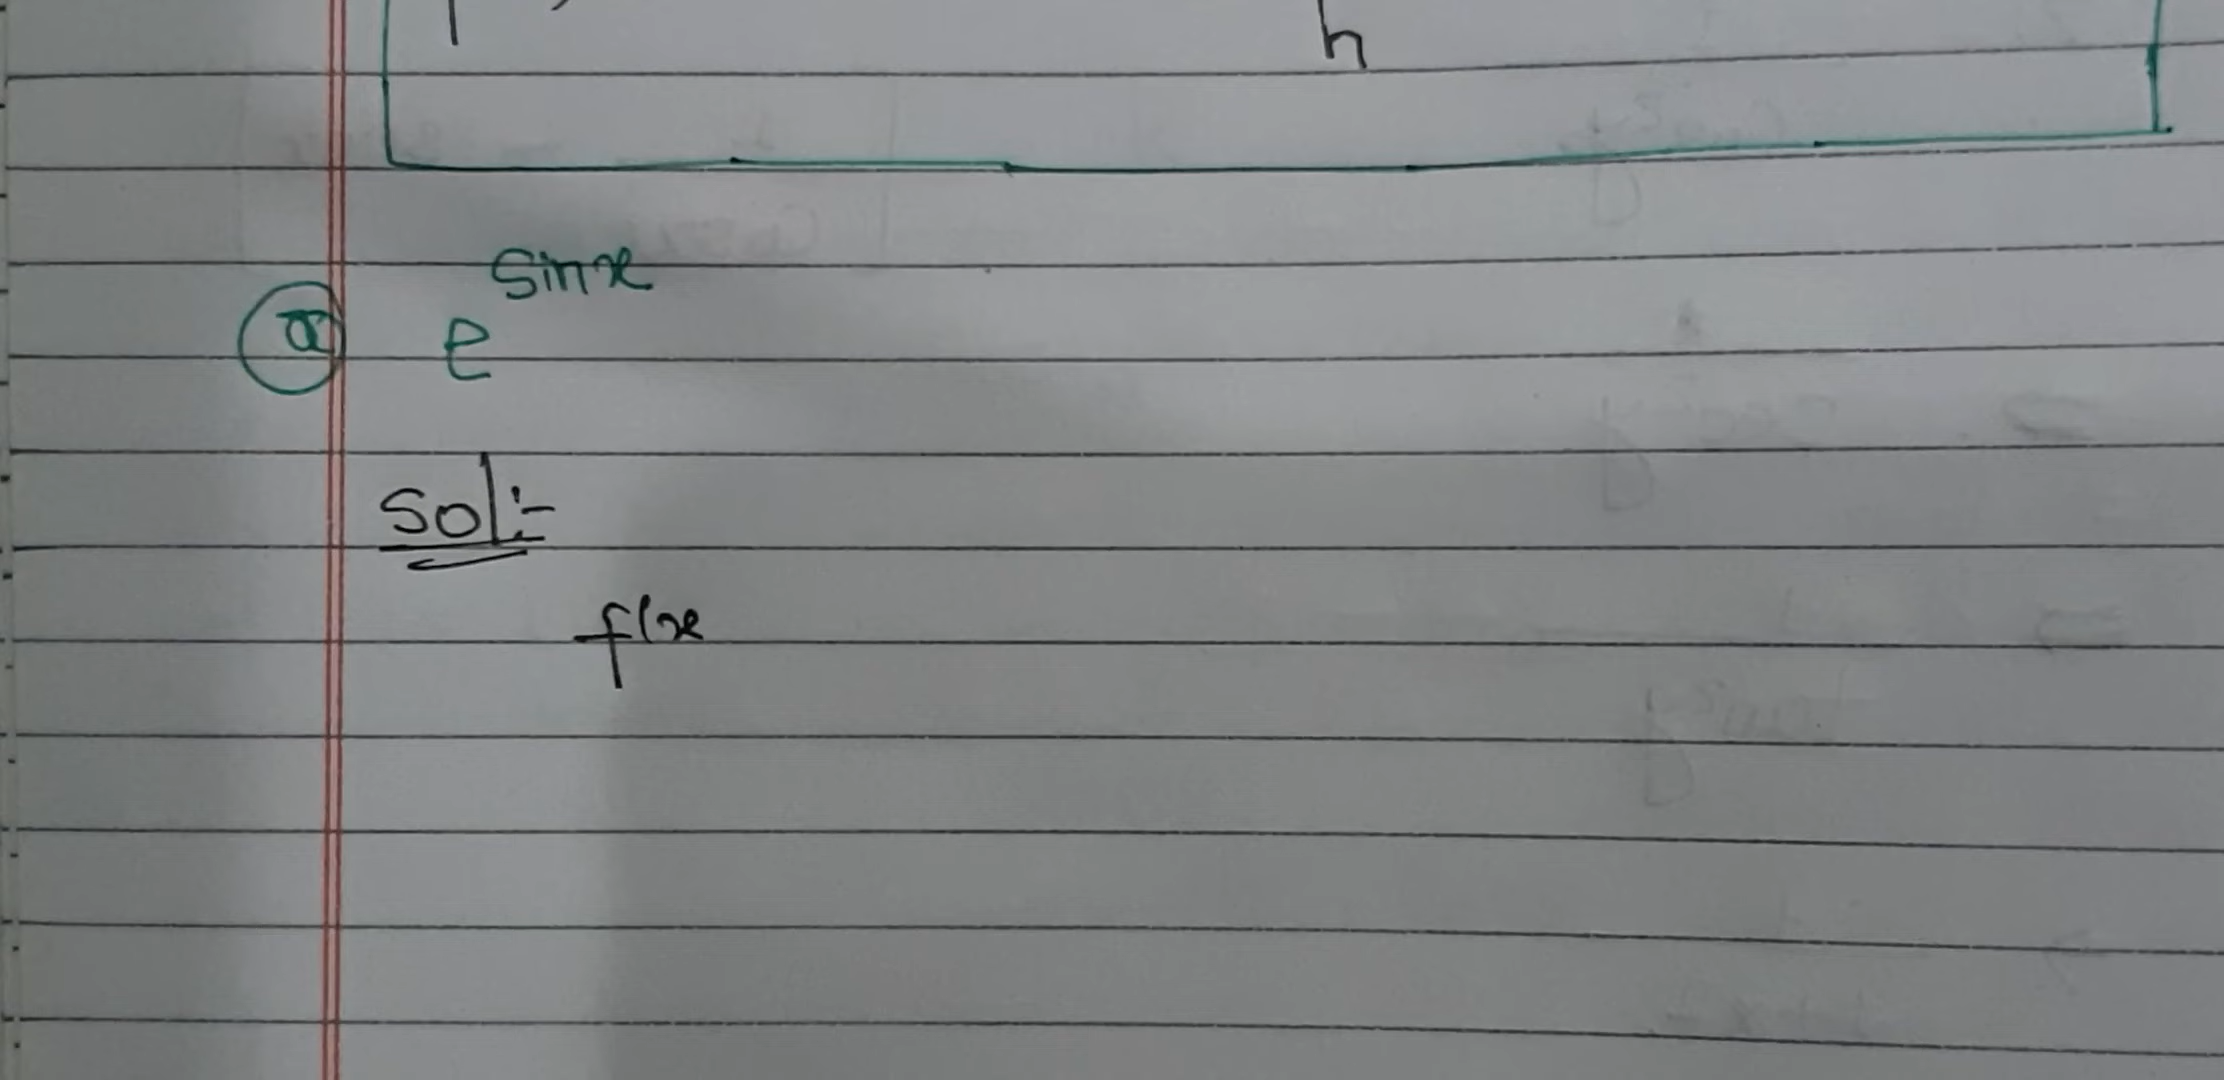 h
a e^sinx
Sol:-
f(x